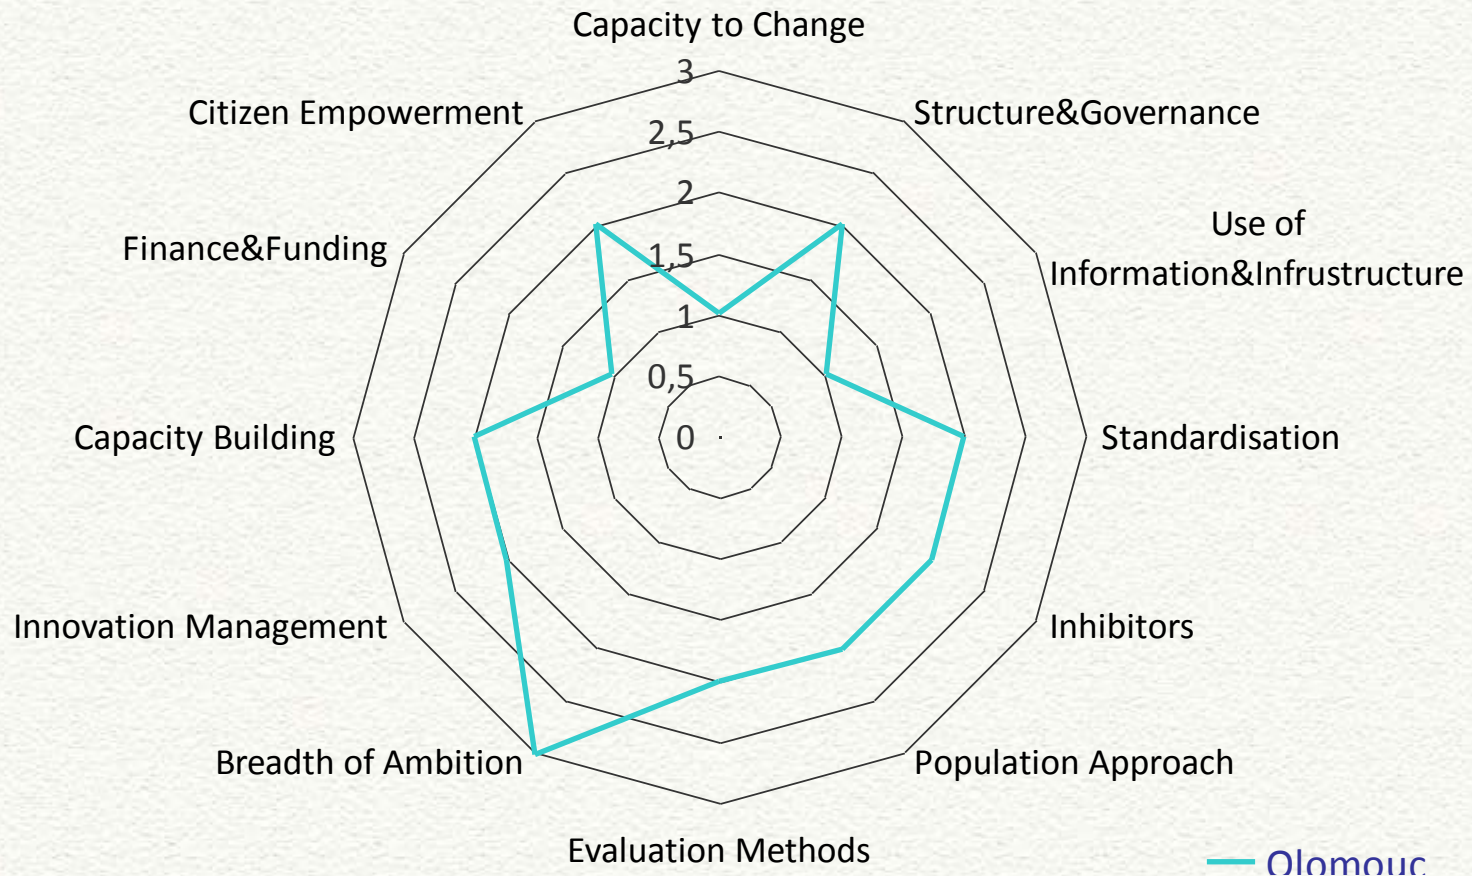 Capacity to Change
3
Citizen Empowerment
Structure&Governance
2,5
2
Use of
Information&Infrustructure
Finance&Funding
1,5
1
0,5
0
Capacity Building
Standardisation
Innovation Management
Inhibitors
Breadth of Ambition
Population Approach
Evaluation Methods
Olomouc